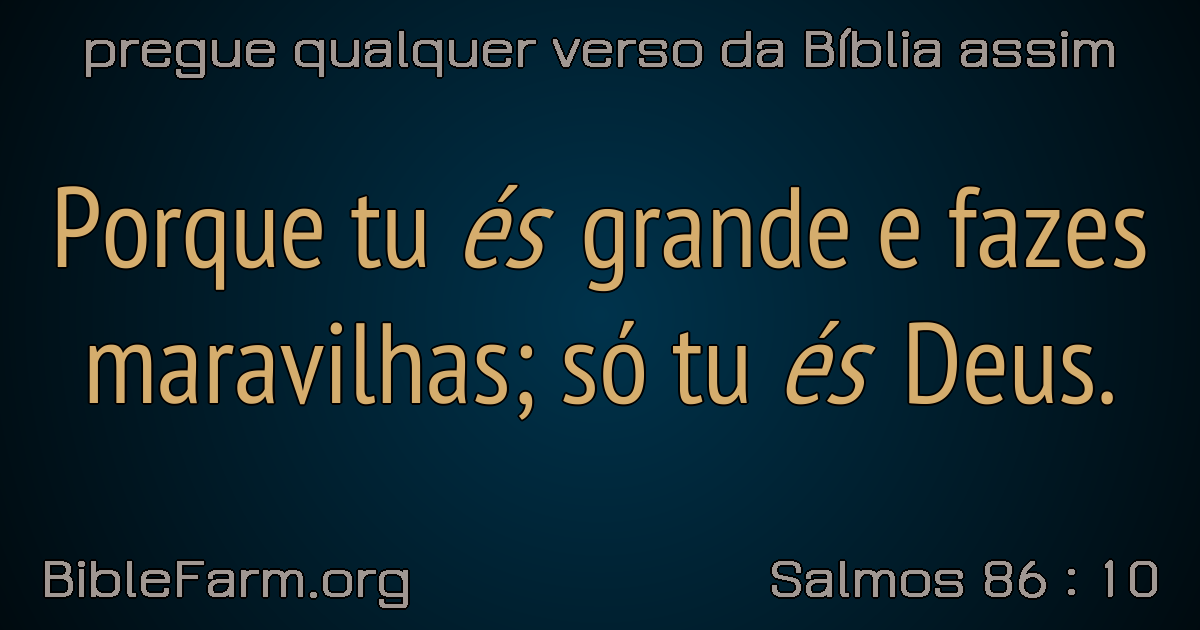 pregue qualquer verso da Bíblia assim
Porque tu és grande e fazes
maravilhas; só tu és Deus.
BibleFarm.org
Salmos 86 : 10